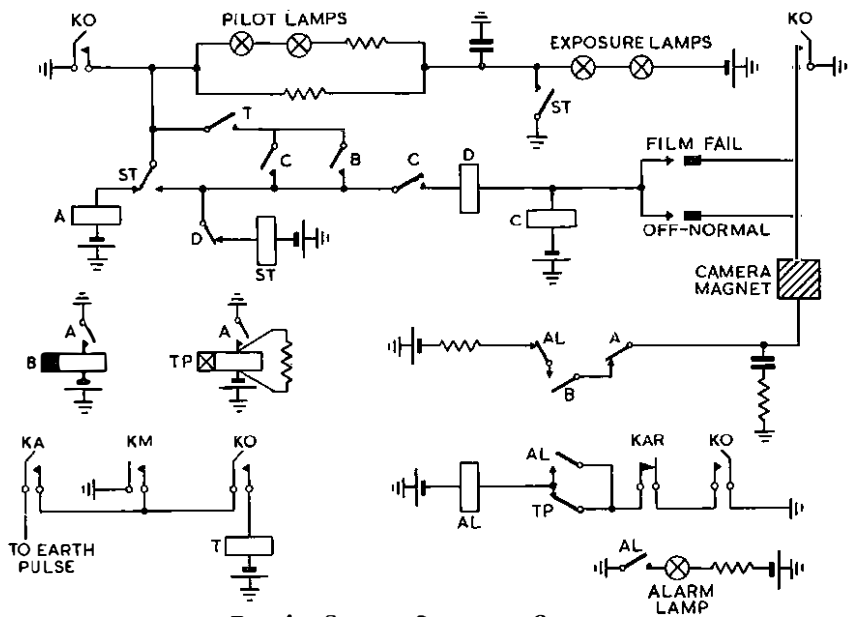 KO
PILOT LAMPS
EXPOSURE LAMPS
KO
ST
T
C
B
C
D
FILM FAIL
ST
A
D
ST
C
OFF-NORMAL
CAMERA
MAGNET
A
B
A
TP
AL
A
B
KA
KM
KO
AL
KAR
KO
AL
TP
T
TO EARTH
PULSE
AL
ALARM
LAMP